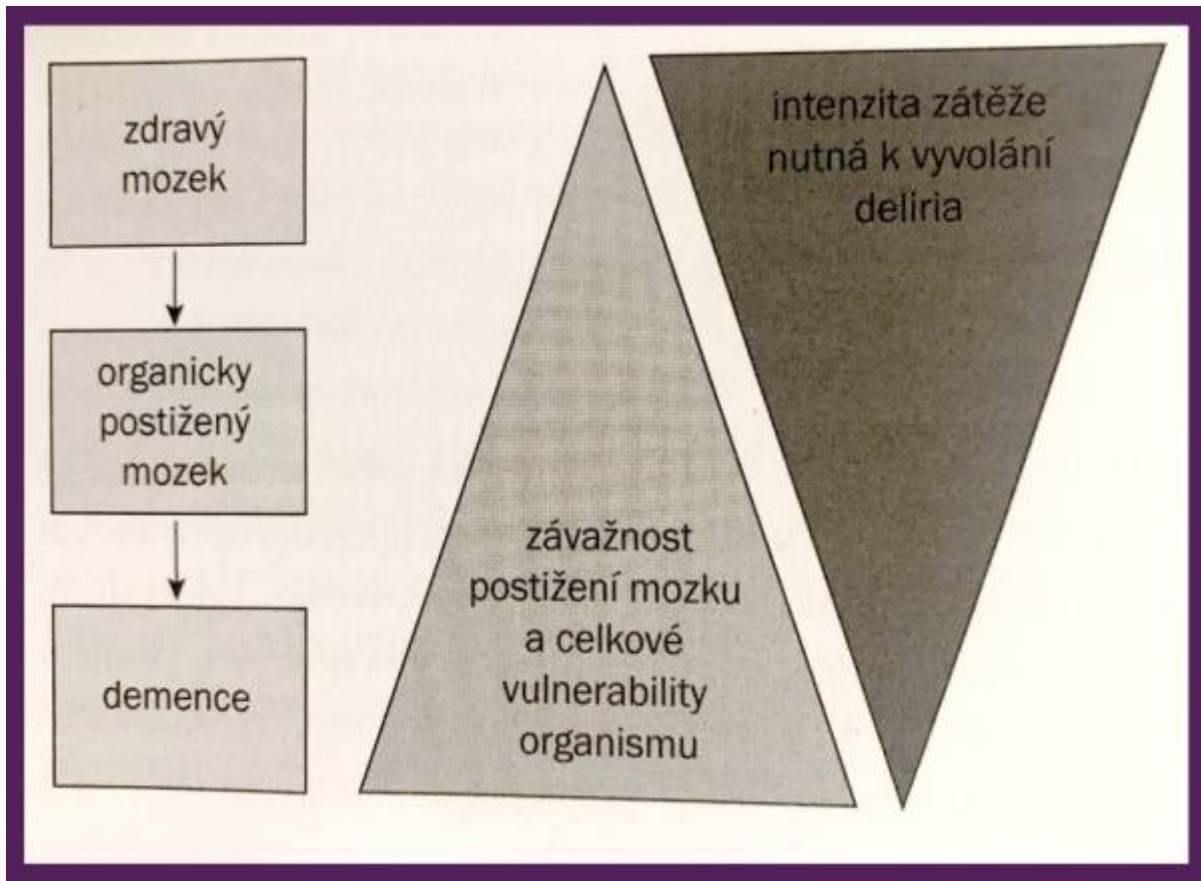 zdravý
mozek
organicky
postižený
mozek
demence
závažnost
postižení mozku
a celkové
vulnerability
organismu
intenzita zátěže
nutná k vyvolání
deliria